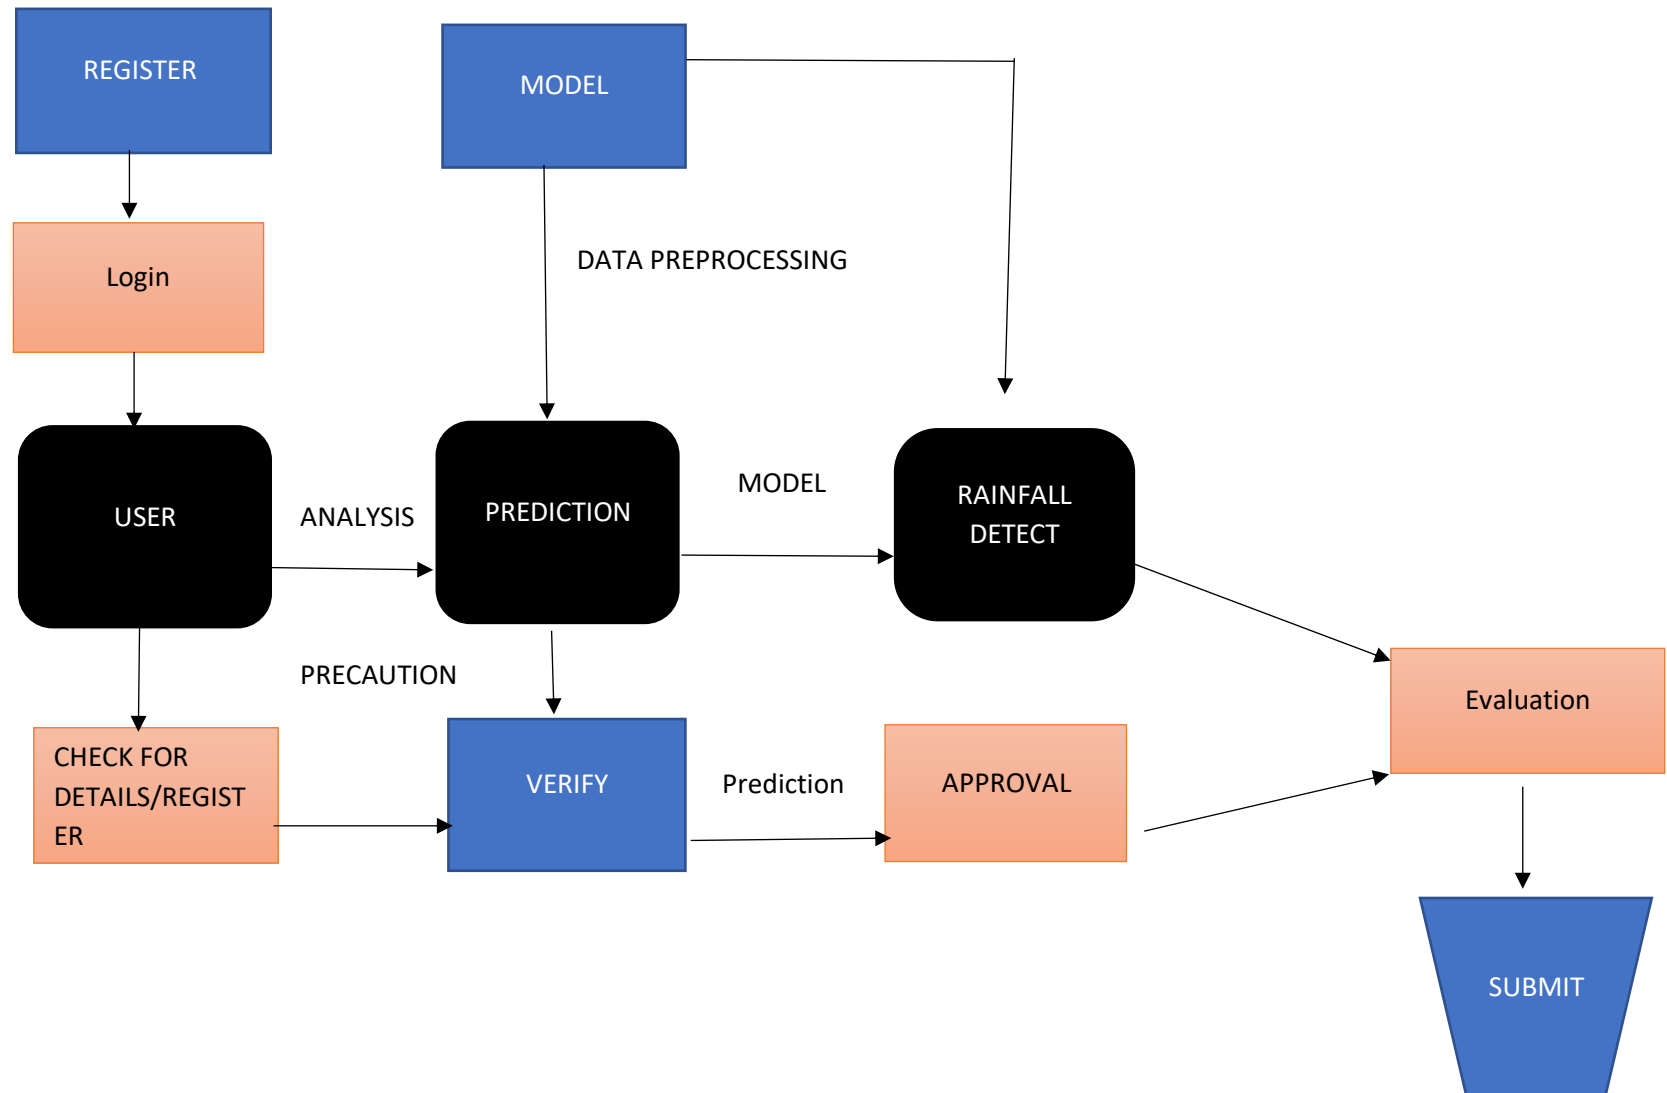 REGISTER
MODEL
Login
DATA PREPROCESSING
USER
ANALYSIS
PREDICTION
MODEL
RAINFALL
DETECT
PRECAUTION
CHECK FOR
DETAILS/REGIST
ER
VERIFY
Prediction
APPROVAL
Evaluation
SUBMIT